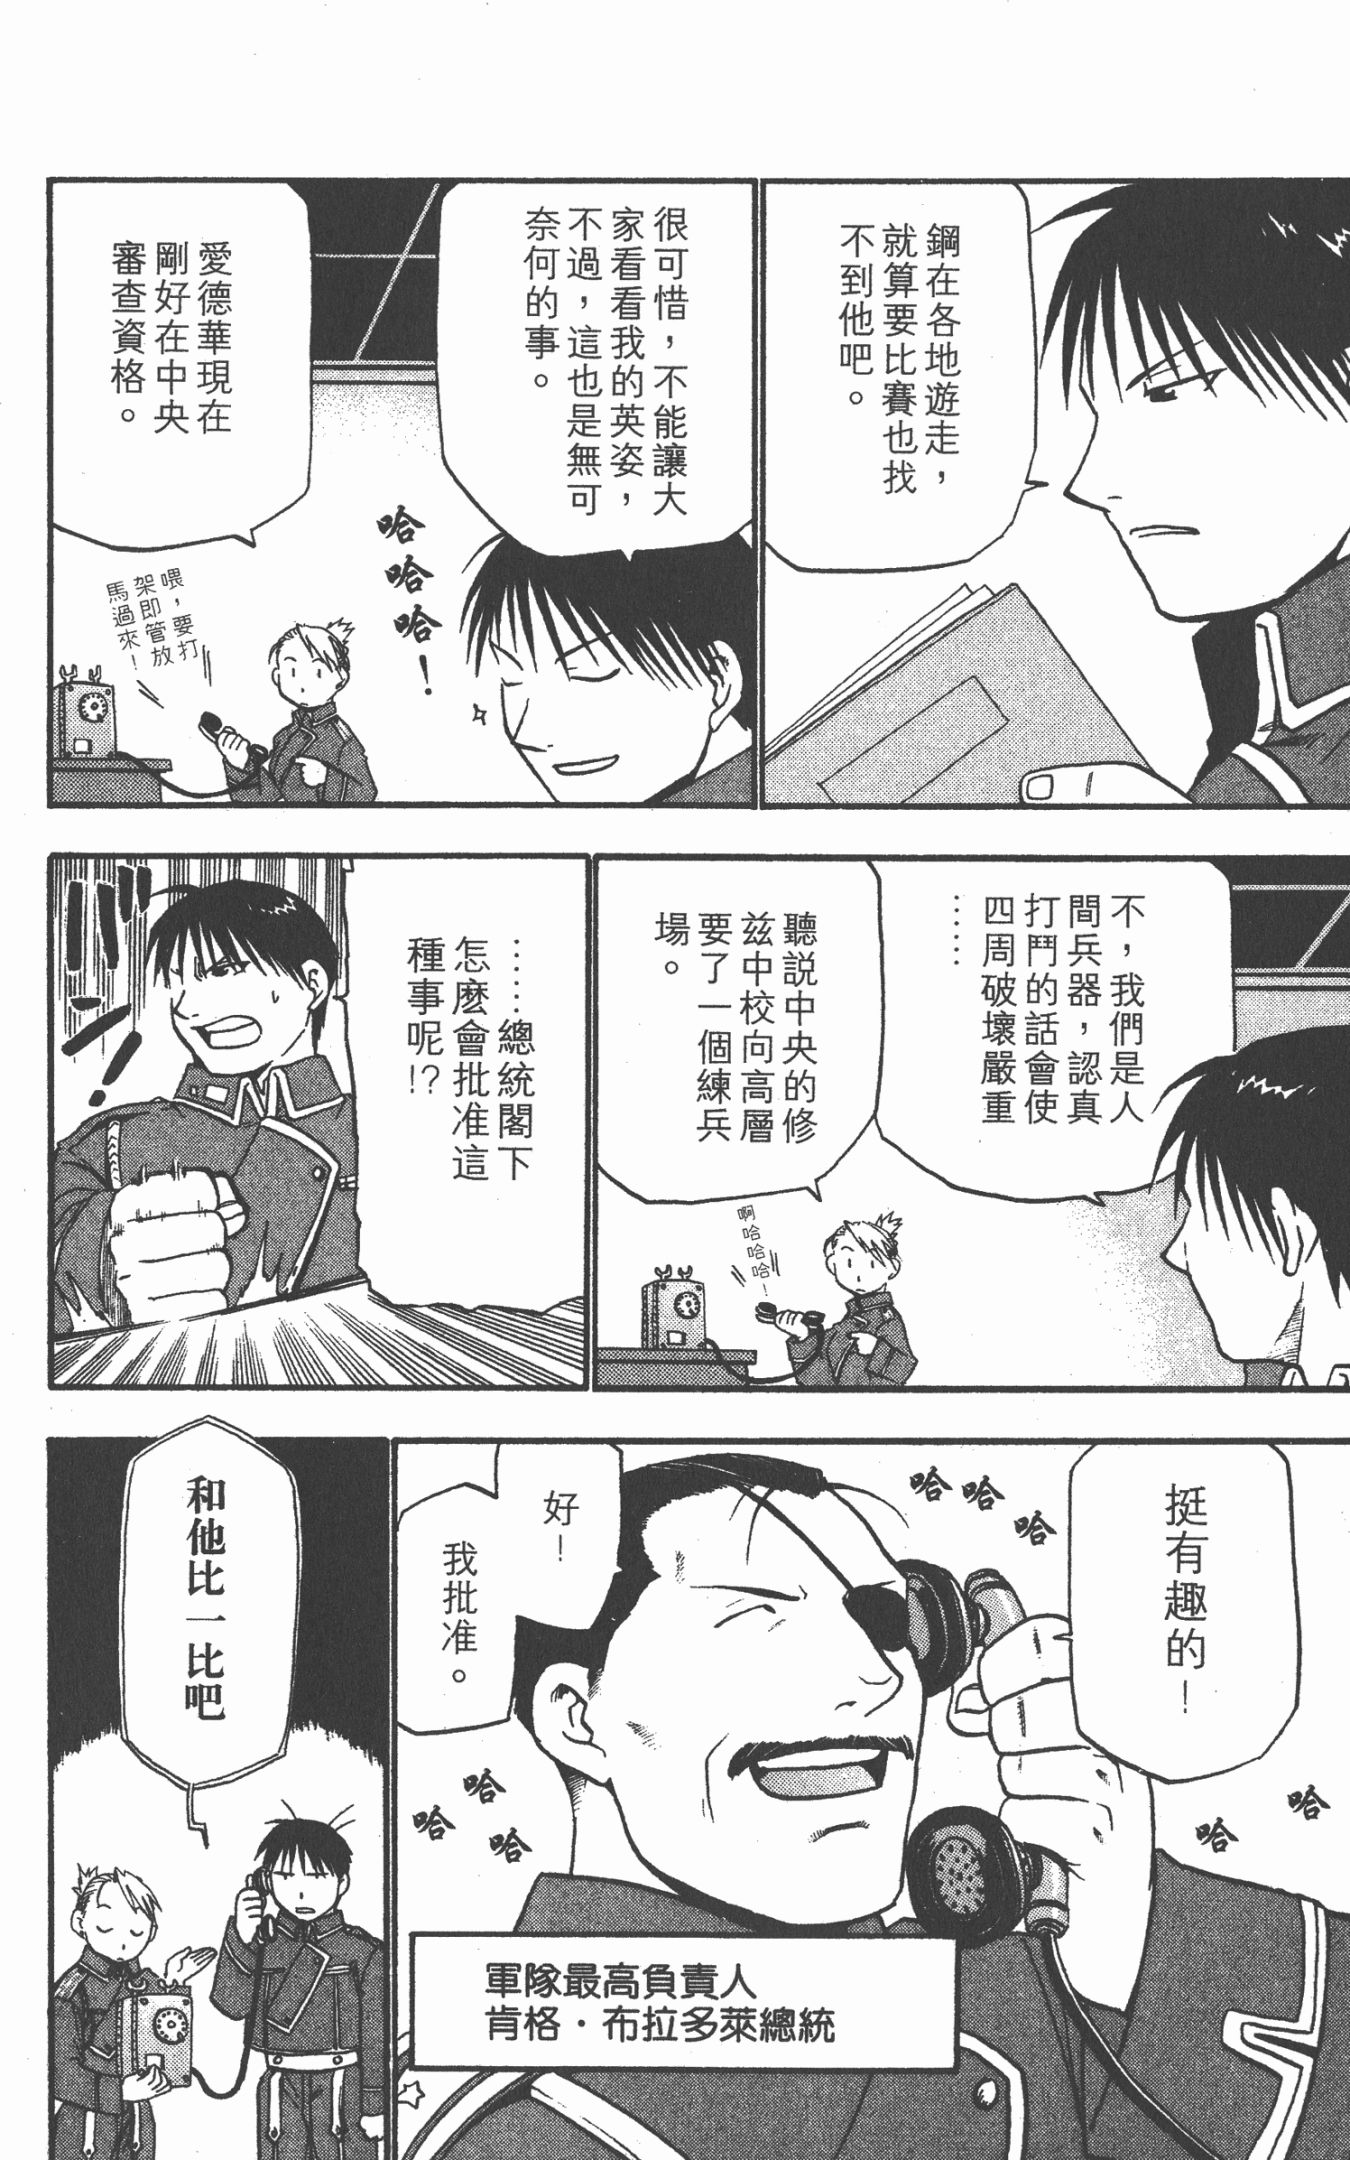 鋼在各地遊走，
就算要比賽也找
不到他吧。
很可惜，不能讓大
家看看我的英姿，
不過，這也是無可
奈何的事。
哈哈哈！
愛德華現在
剛好在中央
審查資格。
喂，要打
架即管放
馬過來！
不，我們是人
間兵器，認真
打鬥的話會使
四周破壞嚴重
……
聽説中央的修
兹中校向高層
要了一個練兵
場。
啊哈哈哈
……總統閣下
怎麽會批准這
種事呢!?
挺有趣的！
哈哈哈
好！
我批准。
哈哈哈
哈哈
軍隊最高負責人
肯格・布拉多萊總統
和他比一比吧